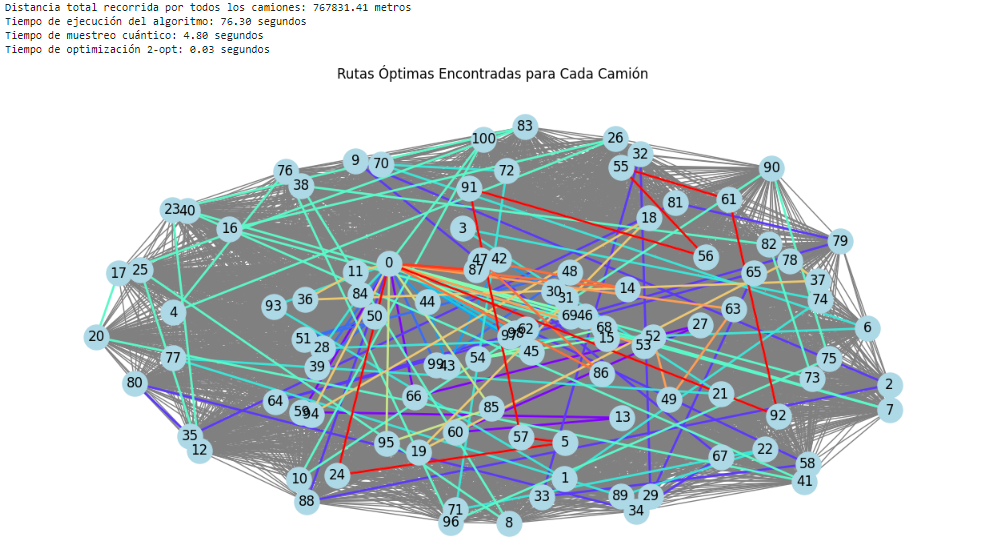 Distancia total recorrida por todos los camiones: 767831.41 metros
Tiempo de ejecución del algoritmo: 76.30 segundos
Tiempo de muestreo cuántico: 4.80 segundos
Tiempo de optimización 2-opt: 0.03 segundos
Rutas Óptimas Encontradas para Cada Camión
83
100 26
9 70 32
76 72 55 90
38 91 61
23 40 81
16 3 18
82 79
47 42 56 78
0 87
17 25 11 48 65 37
84 30 14 74
93 36 44 31
4 50 69 46 63
27 6
20 62 68
51 28 98 15 52
97 53
77 39 99 43 54 45 75
80 86 73 2
64 66 49 21
59 94 85 13 92 7
35 95 60 57 5
12 19 22
24 67 58
10 1 41
88 33 89 29
71 34
96 8